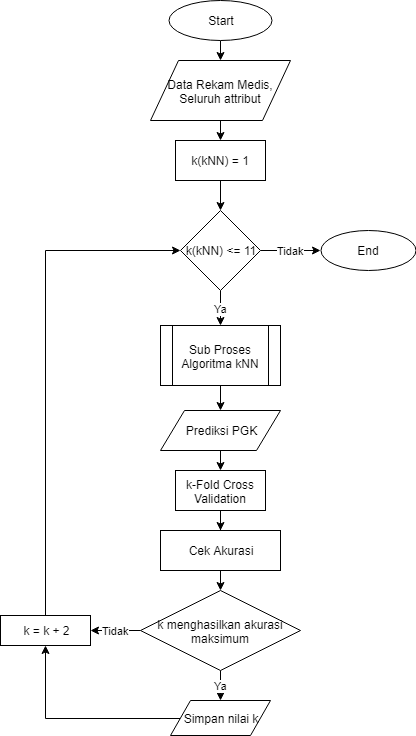 Start
Data Rekam Medis,
Seluruh attribut
k(kNN) = 1
k(kNN) <= 11
Tidak
End
Ya
Sub Proses
Algoritma kNN
Prediksi PGK
k-Fold Cross
Validation
Cek Akurasi
k menghasilkan akurasi
maksimum
Tidak
k = k + 2
Ya
Simpan nilai k